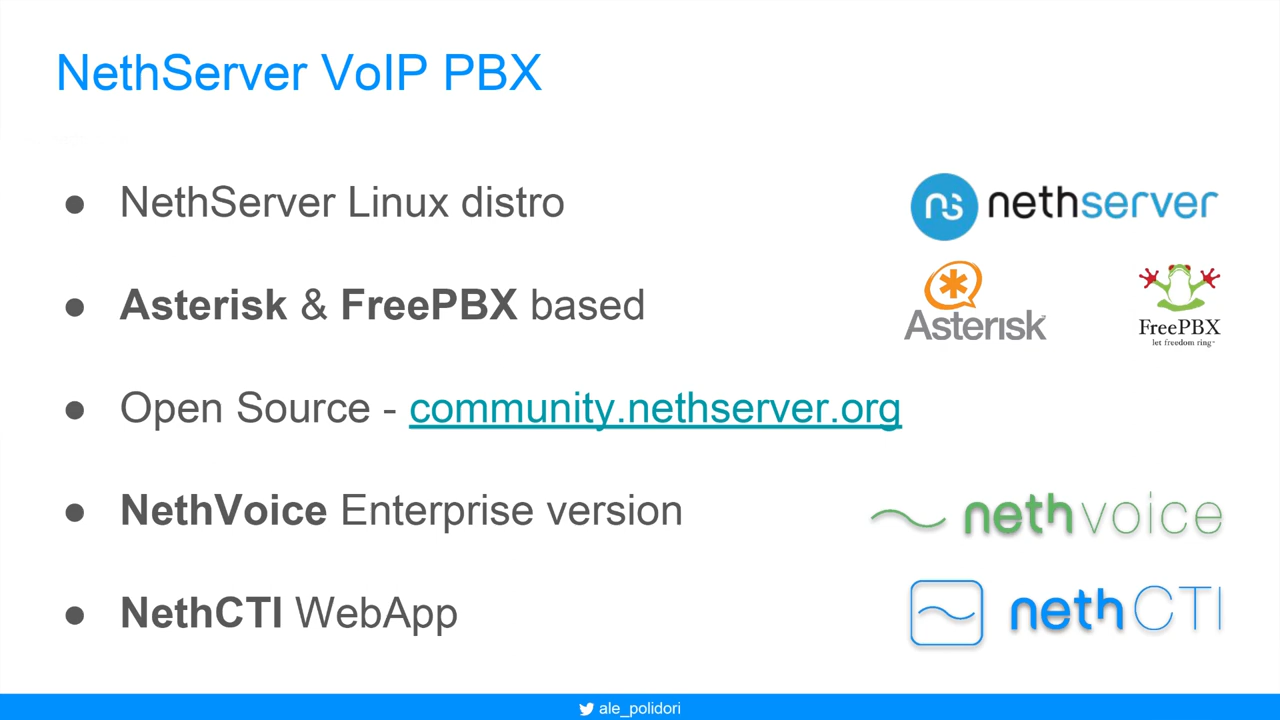 NethServer VoIP PBX
● NethServer Linux distro
nethserver
● Asterisk & FreePBX based
Asterisk
FreePBX
let freedom ring™
● Open Source - community.nethserver.org
● NethVoice Enterprise version
nethvoice
● NethCTI WebApp
nethCTI
ale_polidori